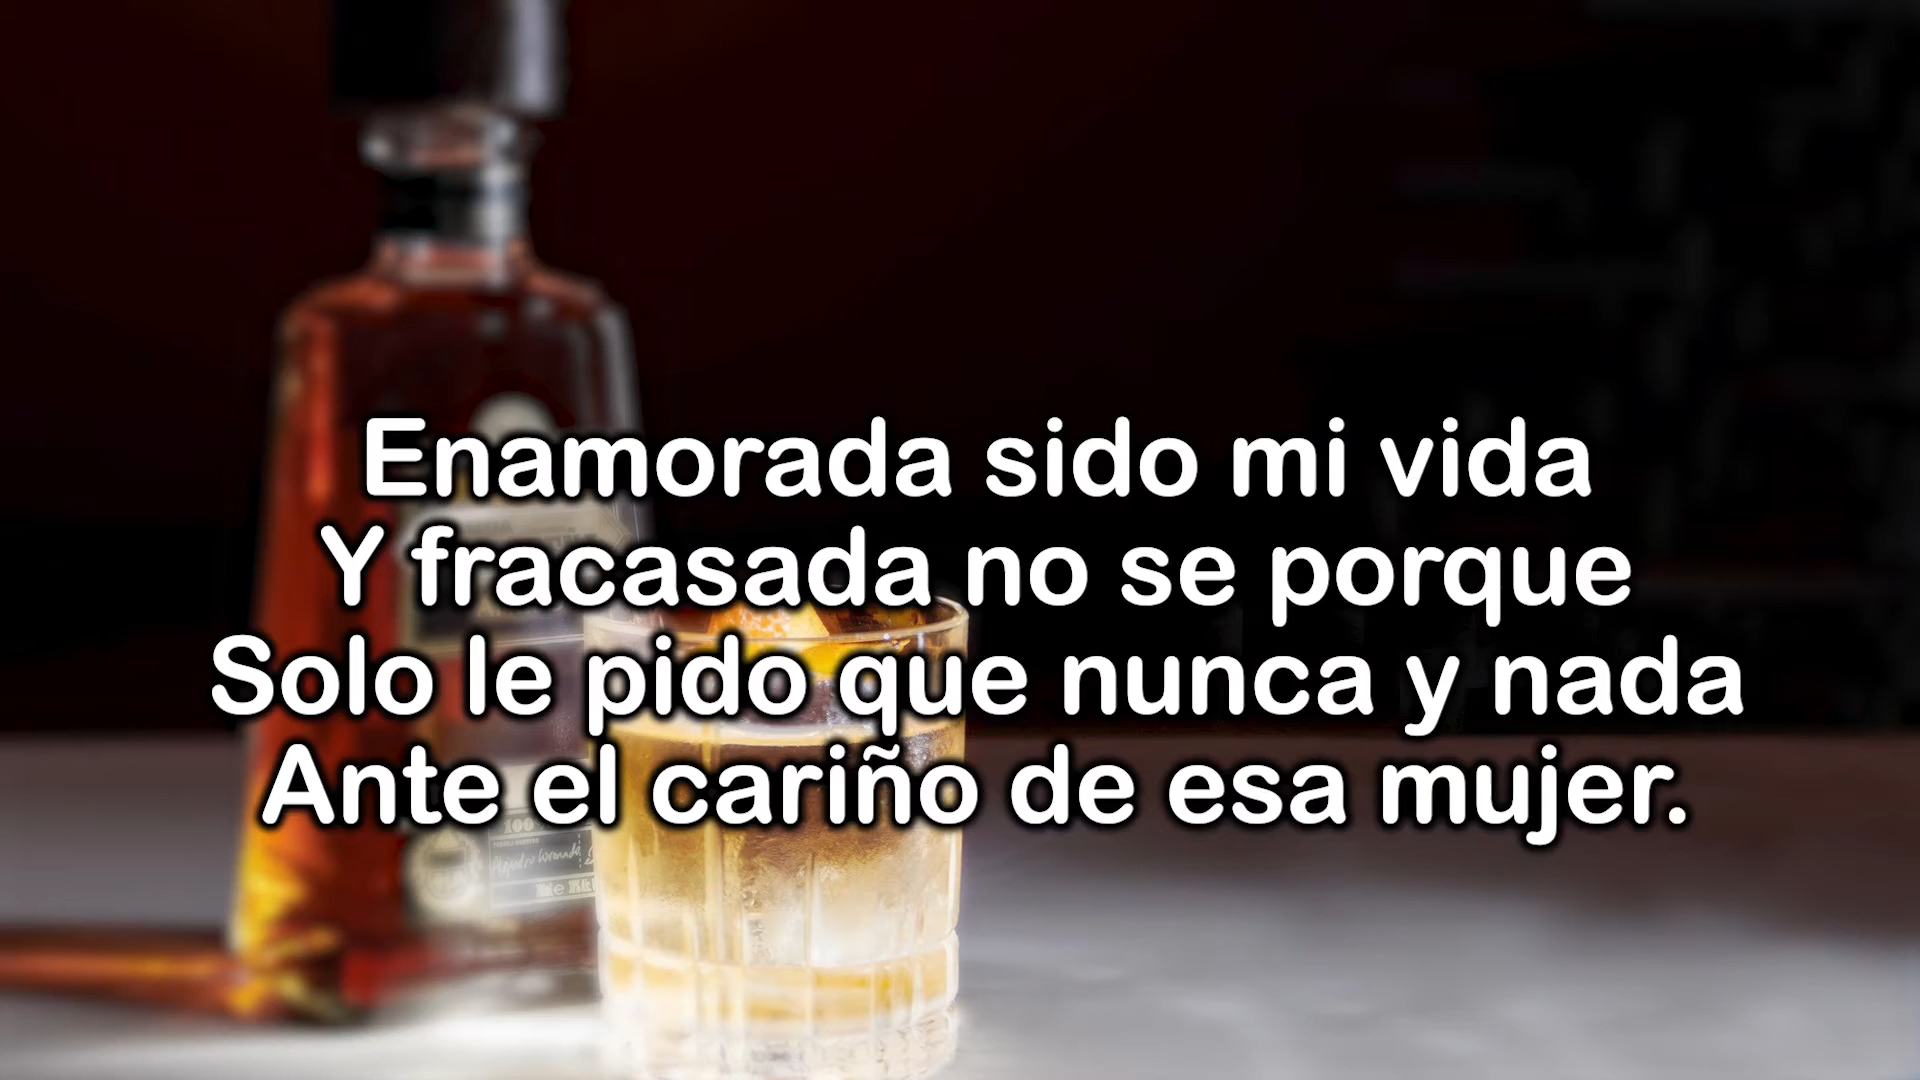 Enamorada sido mi vida
Y fracasada no se porque
Solo le pido que nunca y nada
Ante el cariño de esa mujer.
100